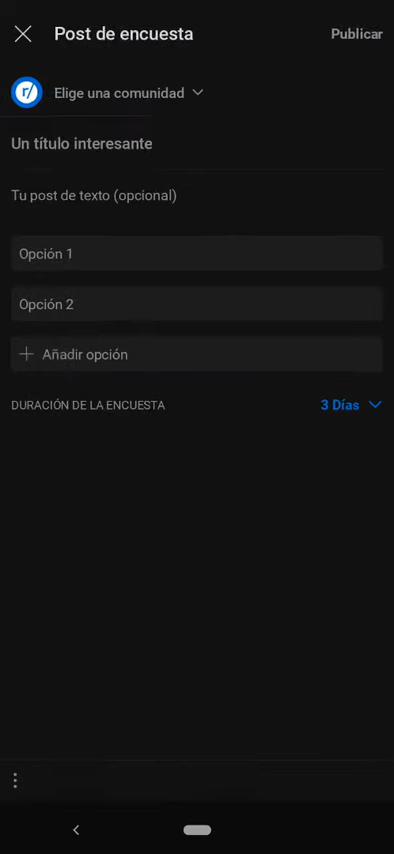 Post de encuesta
Publicar
r/
Elige una comunidad
Un título interesante
Tu post de texto (opcional)
Opción 1
Opción 2
Añadir opción
DURACIÓN DE LA ENCUESTA
3 Días